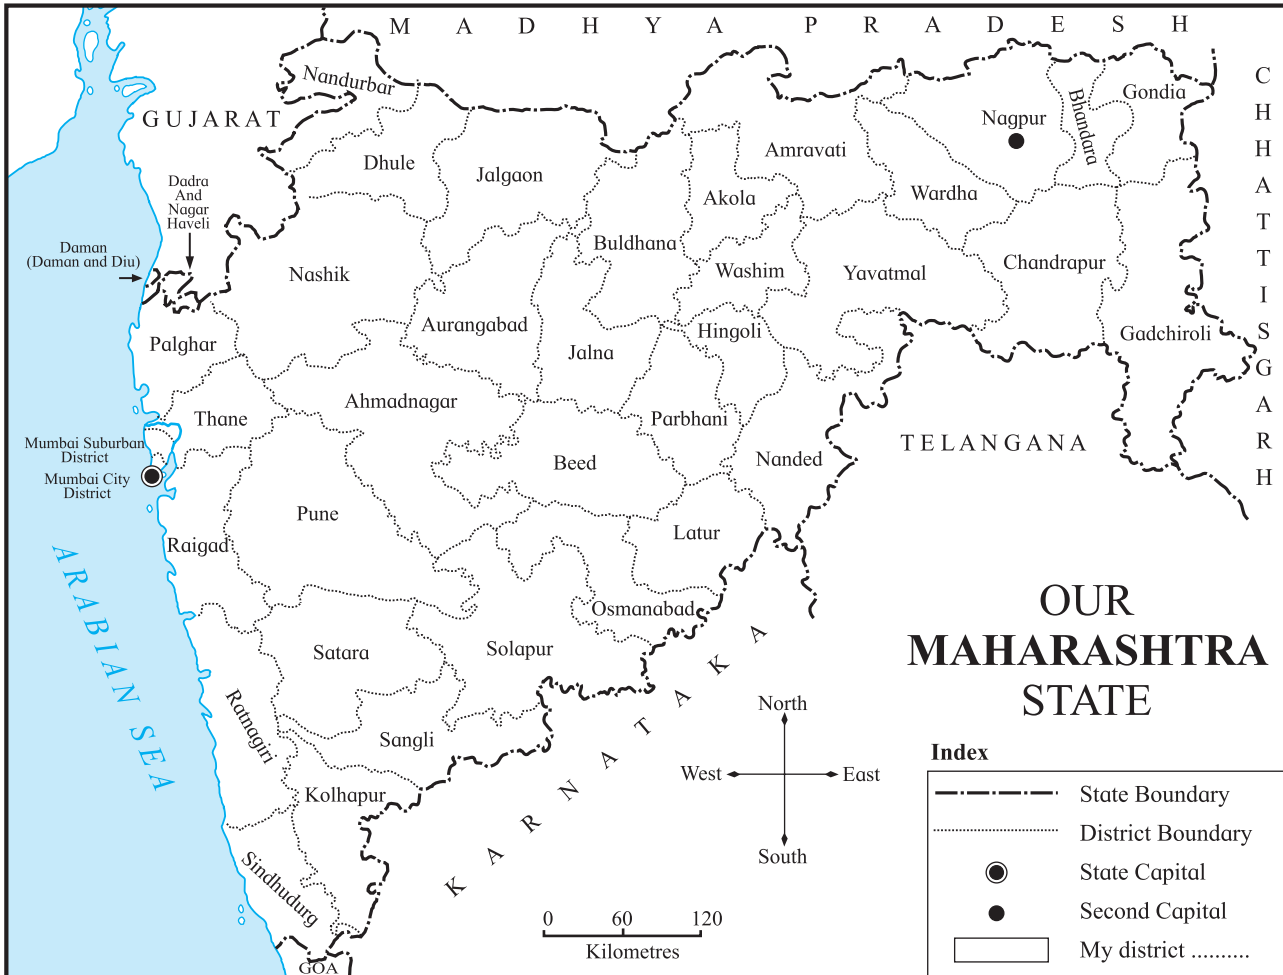 MADHYA PRADESH
CHHATTISGARH
Nandurbar
GUJARAT
Dhule
Jalgaon
Amravati
Nagpur
Bhandara
Gondia
Dadra
And
Nagar
Haveli
Akola
Wardha
Daman
(Daman and Diu)
Nashik
Buldhana
Washim
Yavatmal
Chandrapur
Palghar
Aurangabad
Jalna
Hingoli
Gadchiroli
Thane
Ahmadnagar
Parbhani
TELANGANA
Mumbai Suburban
District
Mumbai City
District
Beed
Nanded
Pune
Raigad
Latur
ARABIAN SEA
Osmanabad
Satara
Solapur
KARNATAKA
Ratnagiri
Sangli
Kolhapur
Sindhudurg
GOA
OUR
MAHARASHTRA
STATE
North
West
East
South
0 60 120
Kilometres
Index
State Boundary
District Boundary
State Capital
Second Capital
My district ..........